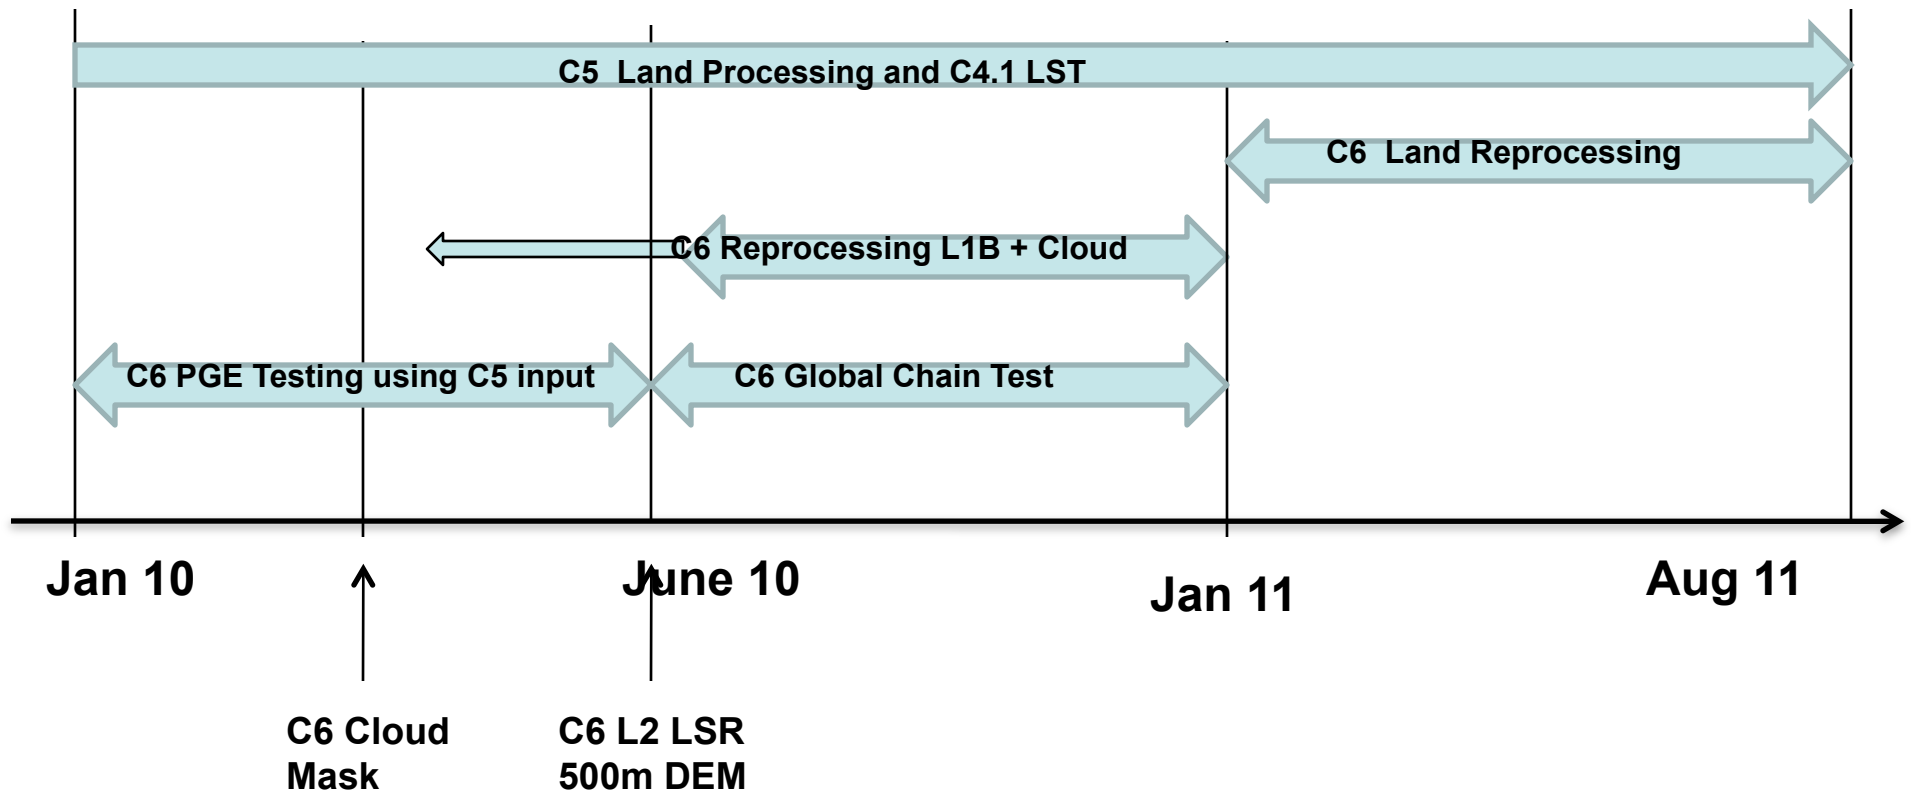 C5 Land Processing and C4.1 LST
C6 Land Reprocessing
C6 Reprocessing L1B + Cloud
C6 PGE Testing using C5 input
C6 Global Chain Test
Jan 10
June 10
Jan 11
Aug 11
C6 Cloud
Mask
C6 L2 LSR
500m DEM